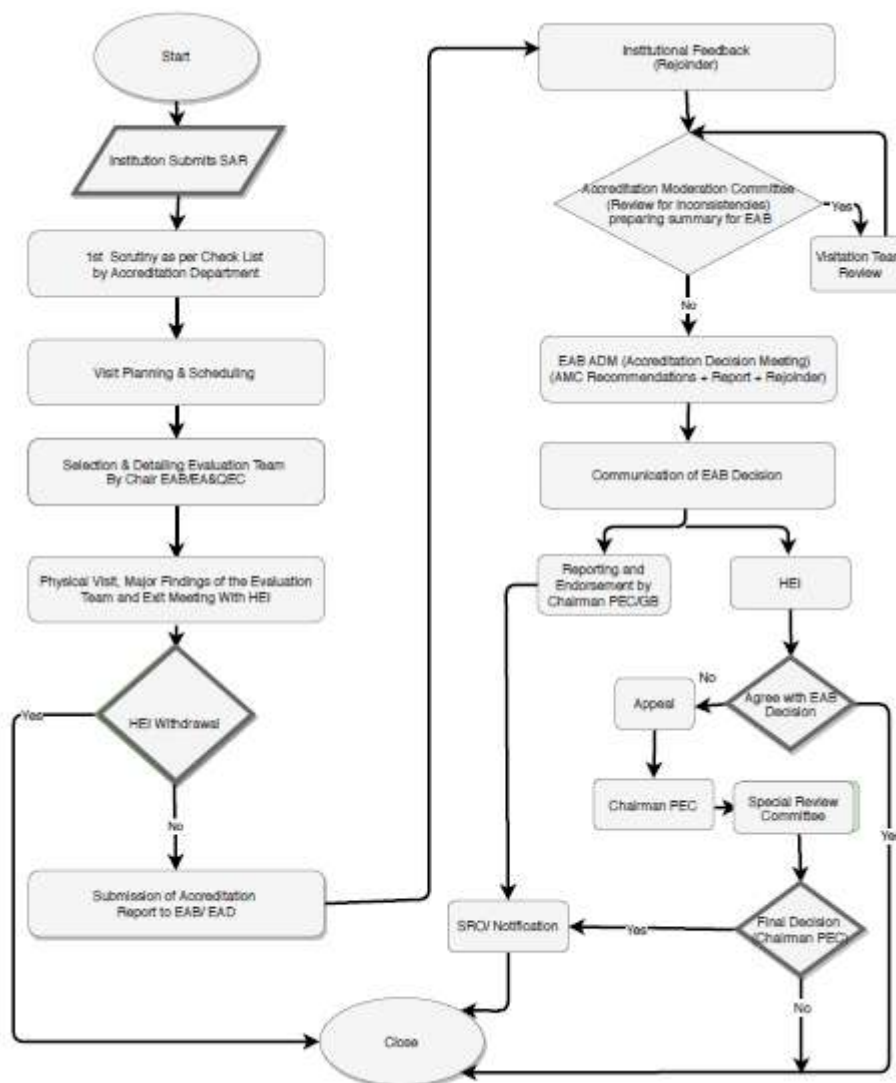 Start
Institution Submits SAR
1st Scrutiny as per Check List
by Accreditation Department
Visit Planning & Scheduling
Selection & Detailing Evaluation Team
By Chair EAB/EA&QEC
Physical Visit, Major Findings of the Evaluation
Team and Exit Meeting With HEI
Yes
HEI Withdrawal
No
Submission of Accreditation
Report to EAB/ EAD
Institutional Feedback
(Rejoinder)
Accreditation Moderation Committee
(Review for Inconsistencies)
preparing summary for EAB
Yes
Visitation Team
Review
No
EAB ADM (Accreditation Decision Meeting)
(AMC Recommendations + Report + Rejoinder)
Communication of EAB Decision
Reporting and
Endorsement by
Chairman PEC/GB
HEI
Agree with EAB
Decision
No
Appeal
Chairman PEC
Special Review
Committee
Yes
Final Decision
(Chairman PEC)
Yes
SRO/ Notification
No
Close